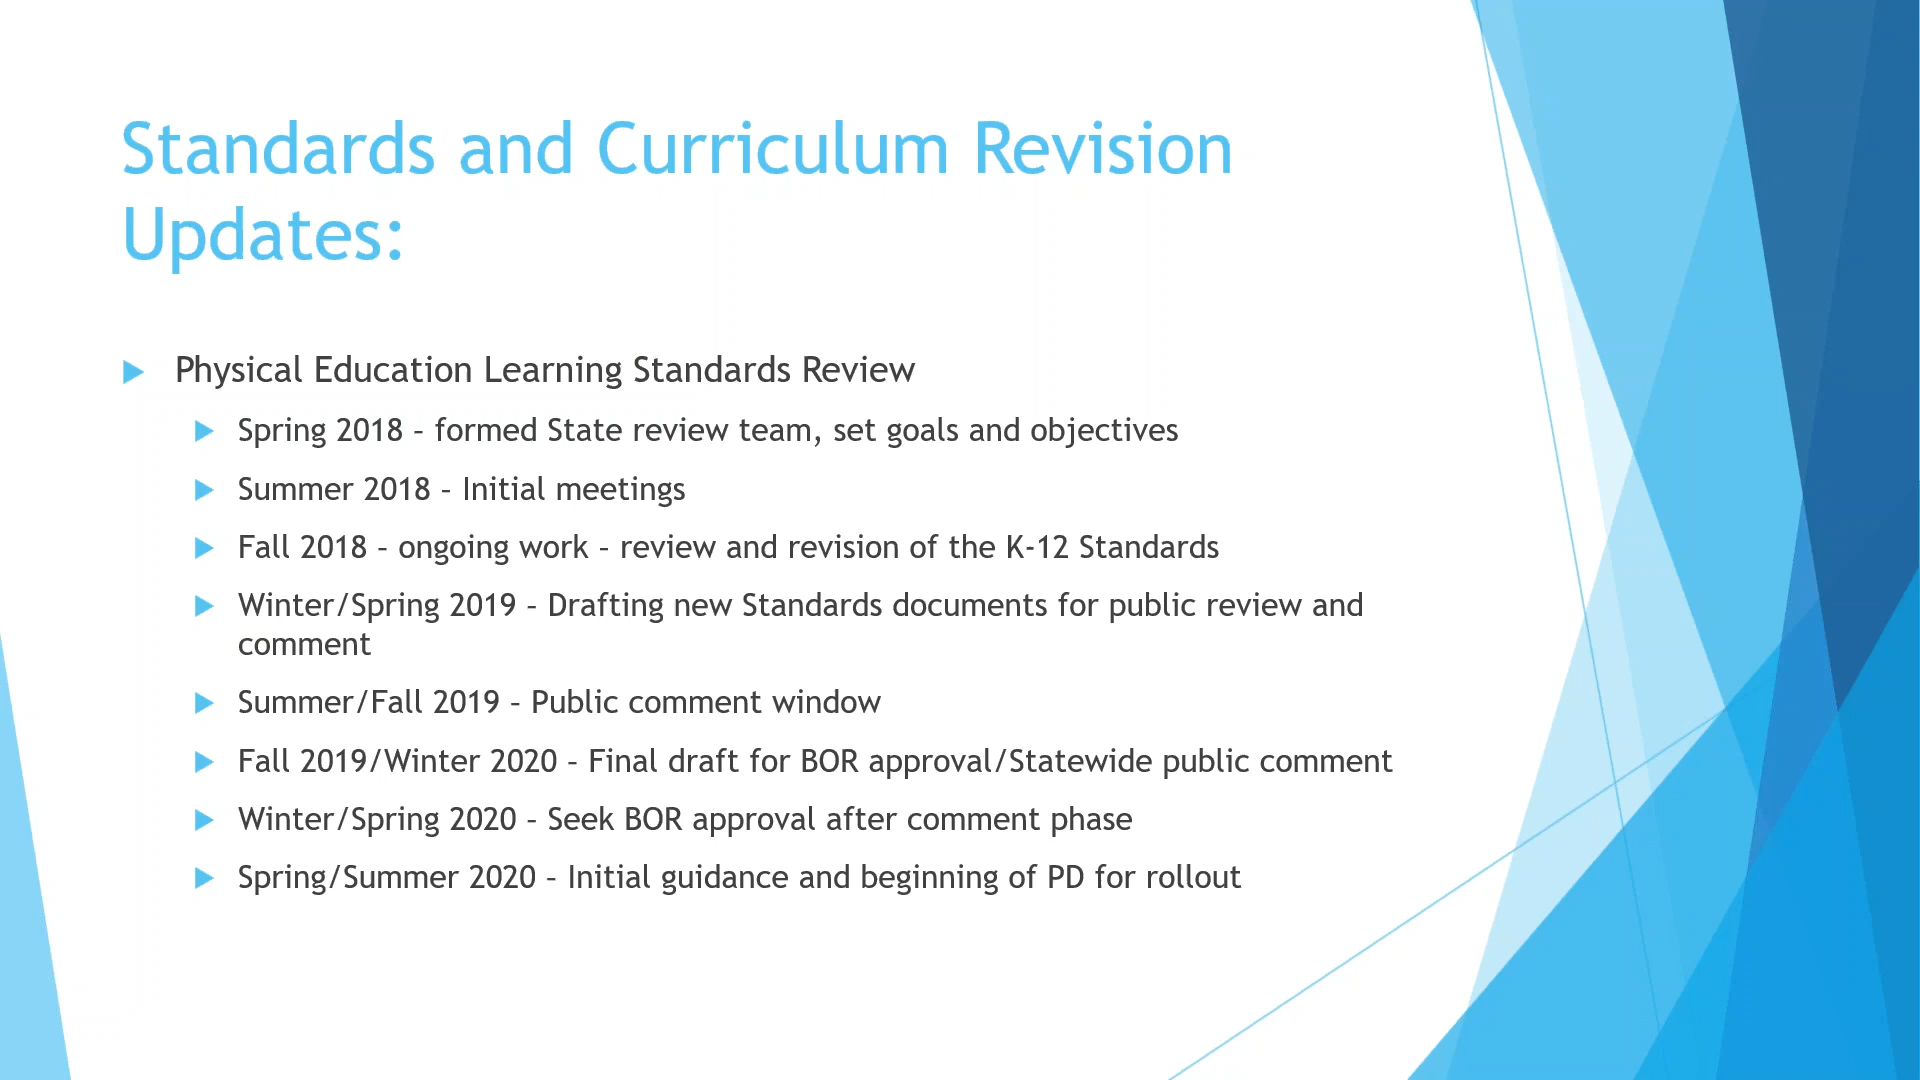 Standards and Curriculum Revision
Updates:
Physical Education Learning Standards Review
Spring 2018 – formed State review team, set goals and objectives
Summer 2018 – Initial meetings
Fall 2018 – ongoing work – review and revision of the K-12 Standards
Winter/Spring 2019 – Drafting new Standards documents for public review and
comment
Summer/Fall 2019 – Public comment window
Fall 2019/Winter 2020 – Final draft for BOR approval/Statewide public comment
Winter/Spring 2020 – Seek BOR approval after comment phase
Spring/Summer 2020 – Initial guidance and beginning of PD for rollout